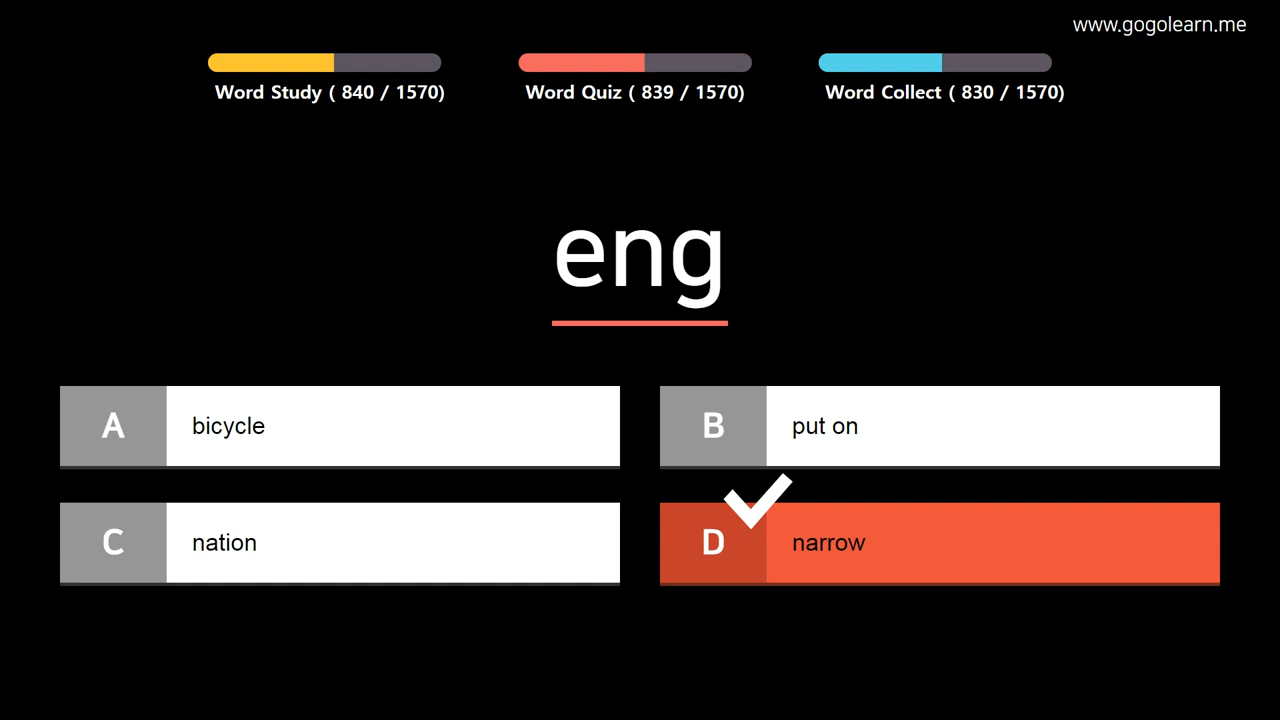 www.gogolearn.me
Word Study ( 840 / 1570)
Word Quiz ( 839 / 1570)
Word Collect ( 830 / 1570)
eng
A bicycle
B put on
C nation
D narrow